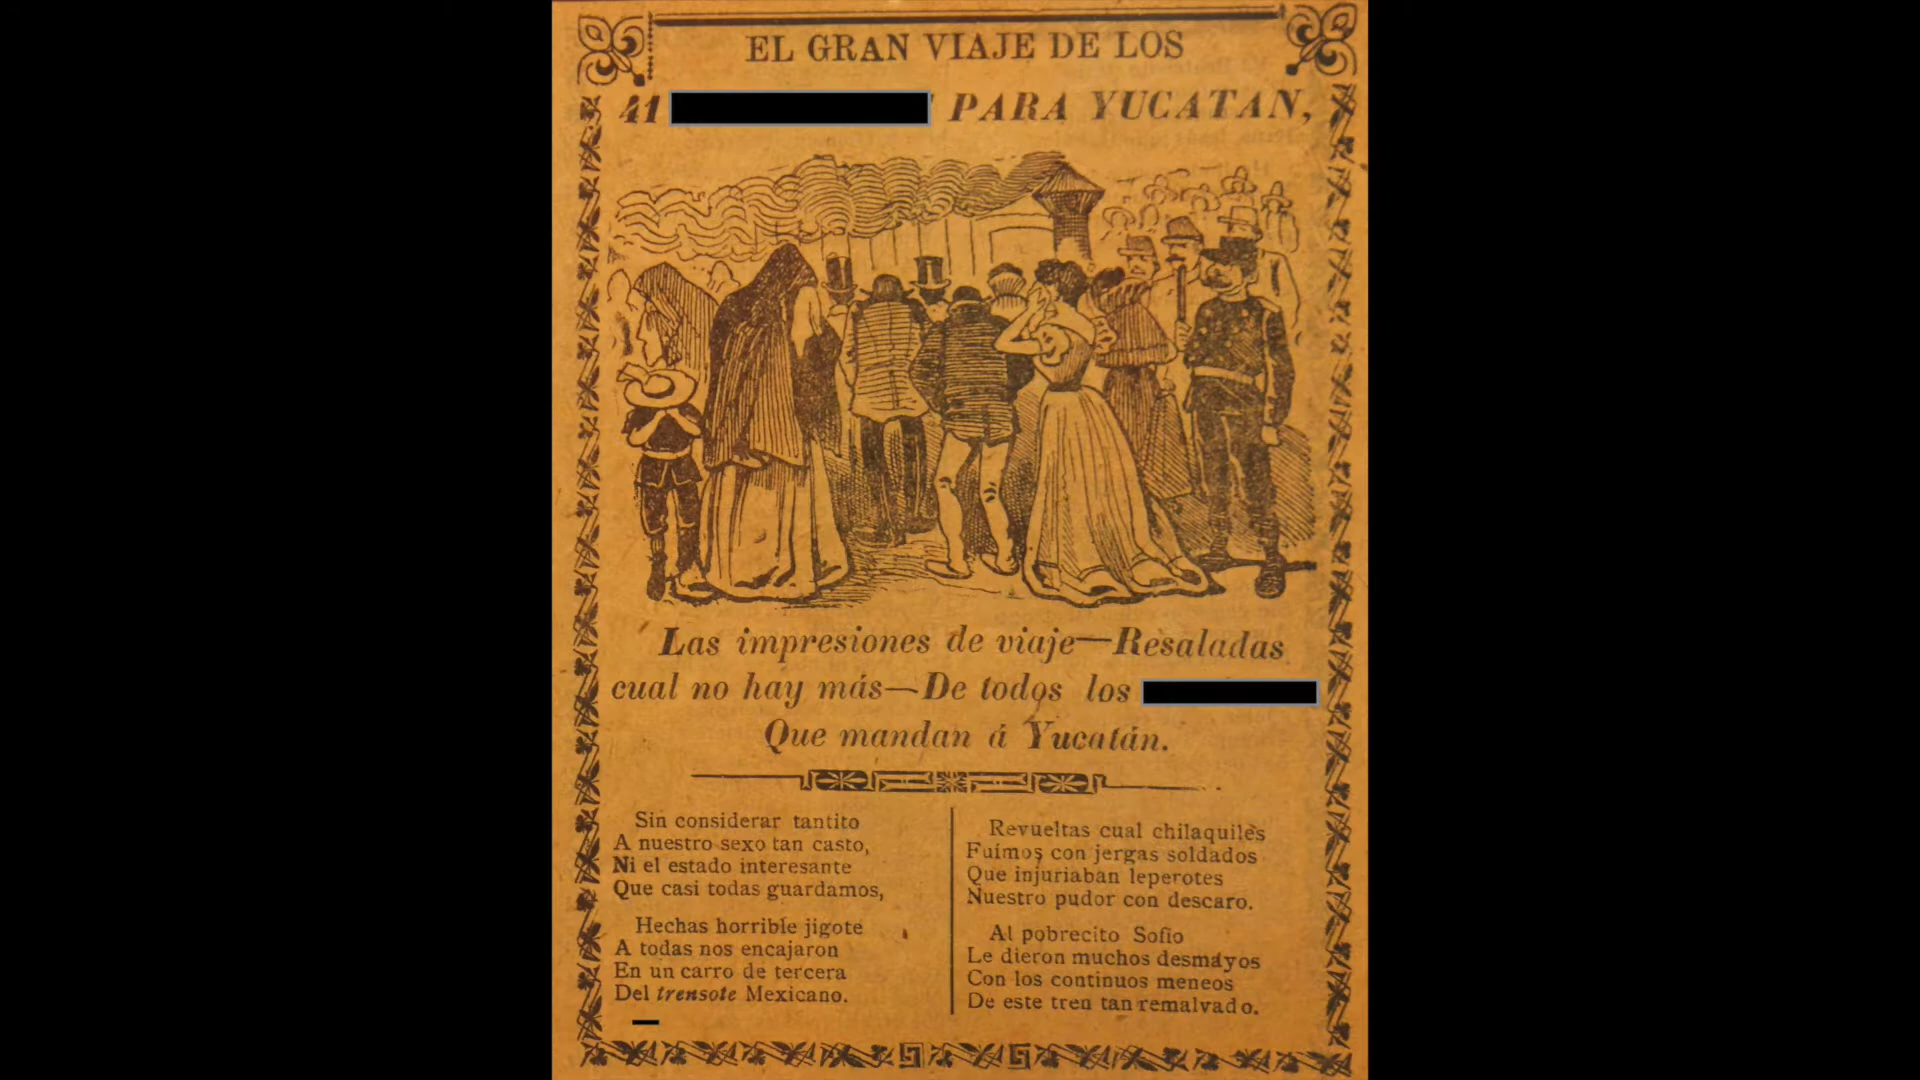 EL GRAN VIAJE DE LOS
41 PARA YUCATAN,
Las impresiones de viaje—Resaladas
cual no hay más—De todos los
Que mandan á Yucatán.
Sin considerar tantito
A nuestro sexo tan casto,
Ni el estado interesante
Que casi todas guardamos,
Hechas horrible jigote
A todas nos encajaron
En un carro de tercera
Del trensote Mexicano.
Revueltas cual chilaquiles
Fuimos con jergas soldados
Que injuriaban leperotes
Nuestro pudor con descaro.
Al pobrecito Sofio
Le dieron muchos desmayos
Con los continuos meneos
De este tren tan remalvado.